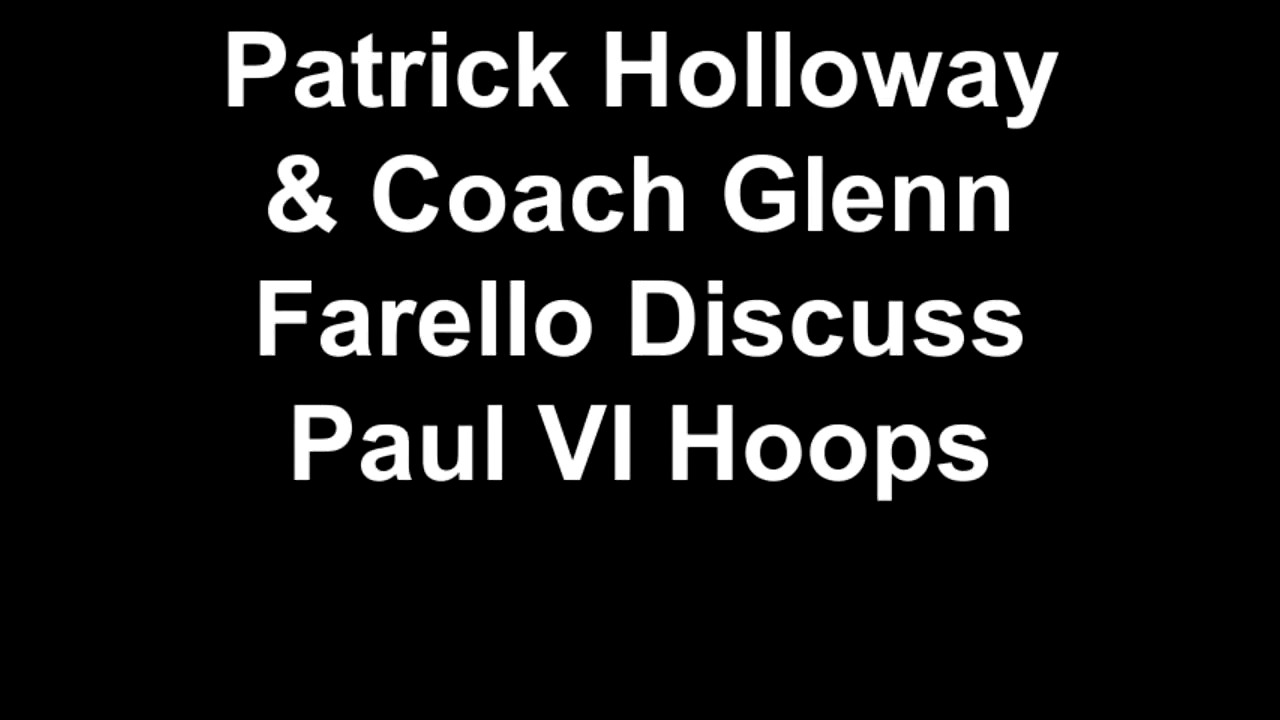 Patrick Holloway
& Coach Glenn
Farello Discuss
Paul VI Hoops